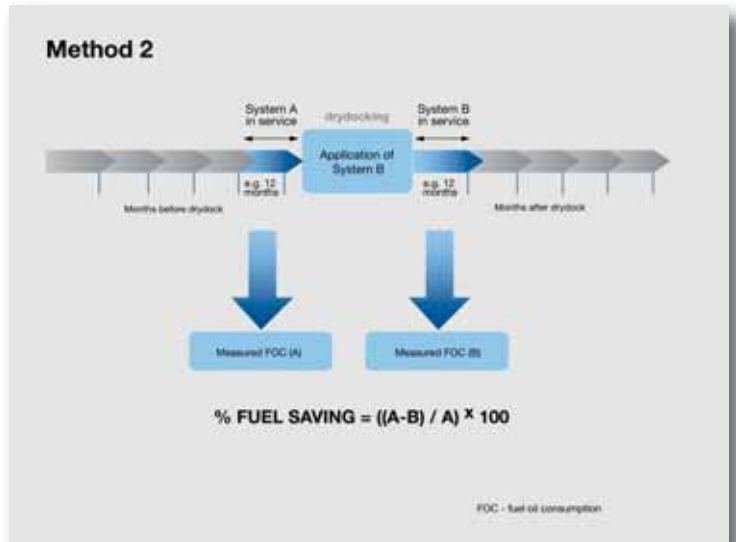 Method 2
System A
in service
drydocking
System B
in service
Application of
System B
e.g. 12
months
e.g. 12
months
Months before drydock
Months after drydock
Measured FOC (A)
Measured FOC (B)
% FUEL SAVING = ((A-B) / A) x 100
FOC - fuel oil consumption